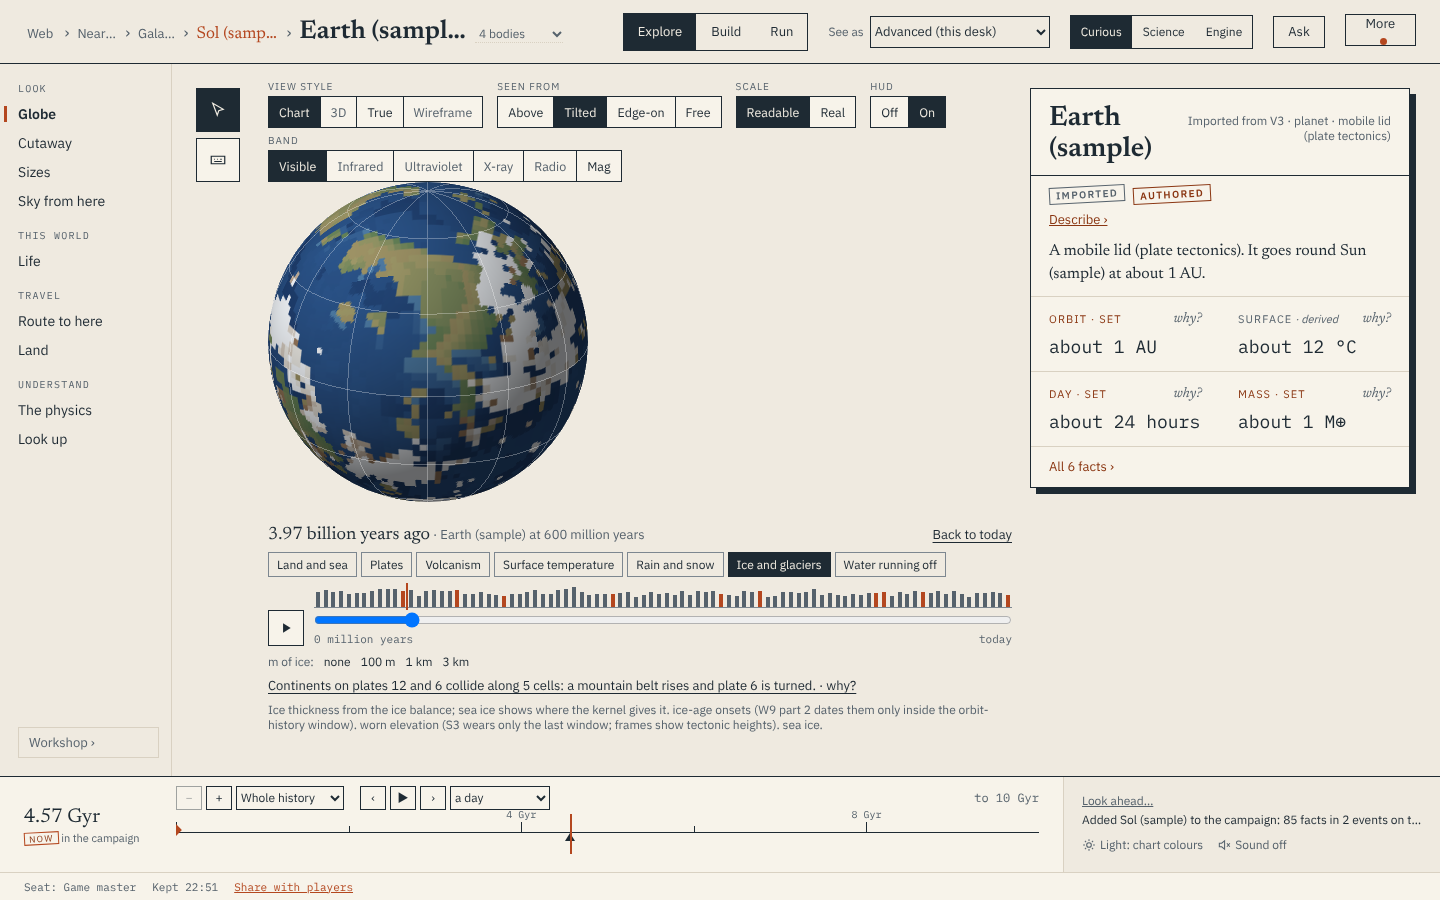 Web › Near... › Gala... › Sol (samp... › Earth (sampl... 4 bodies
Explore Build Run
See as Advanced (this desk)
Curious Science Engine
Ask
More
LOOK
Globe
Cutaway
Sizes
Sky from here
THIS WORLD
Life
TRAVEL
Route to here
Land
UNDERSTAND
The physics
Look up
Workshop ›
VIEW STYLE
Chart 3D True Wireframe
SEEN FROM
Above Tilted Edge-on Free
SCALE
Readable Real
HUD
Off On
BAND
Visible Infrared Ultraviolet X-ray Radio Mag
3.97 billion years ago · Earth (sample) at 600 million years
Back to today
Land and sea Plates Volcanism Surface temperature Rain and snow Ice and glaciers Water running off
0 million years today
m of ice: none 100 m 1 km 3 km
Continents on plates 12 and 6 collide along 5 cells: a mountain belt rises and plate 6 is turned. · why?
Ice thickness from the ice balance; sea ice shows where the kernel gives it. ice-age onsets (W9 part 2 dates them only inside the orbit-
history window). worn elevation (S3 wears only the last window; frames show tectonic heights). sea ice.
Earth
(sample)
Imported from V3 · planet · mobile lid
(plate tectonics)
IMPORTED AUTHORED
Describe ›
A mobile lid (plate tectonics). It goes round Sun
(sample) at about 1 AU.
ORBIT · SET why?
about 1 AU
SURFACE · derived why?
about 12 °C
DAY · SET why?
about 24 hours
MASS · SET why?
about 1 M⊕
All 6 facts ›
4.57 Gyr
NOW in the campaign
− + Whole history ‹ › a day
to 10 Gyr
4 Gyr 8 Gyr
Look ahead...
Added Sol (sample) to the campaign: 85 facts in 2 events on t...
Light: chart colours Sound off
Seat: Game master Kept 22:51 Share with players